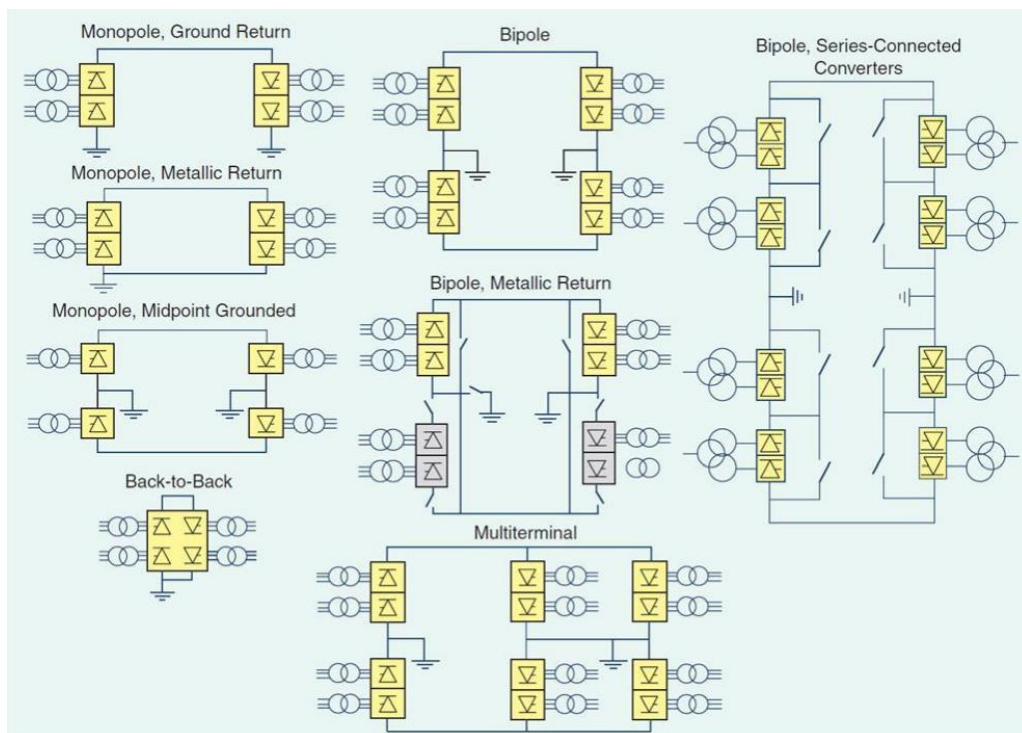 Monopole, Ground Return
Bipole
Bipole, Series-Connected
Converters
Monopole, Metallic Return
Monopole, Midpoint Grounded
Bipole, Metallic Return
Back-to-Back
Multiterminal